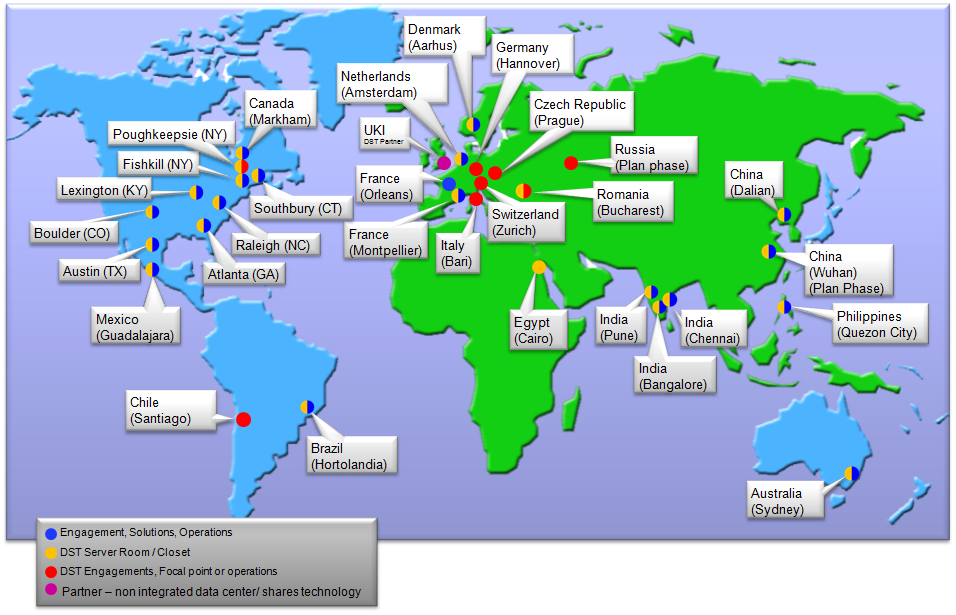 Denmark
(Aarhus)
Germany
(Hannover)
Netherlands
(Amsterdam)
Czech Republic
(Prague)
Canada
(Markham)
Poughkeepsie (NY)
UKI
DST Partner
Russia
(Plan phase)
Fishkill (NY)
China
(Dalian)
France
(Orleans)
Lexington (KY)
Romania
(Bucharest)
Southbury (CT)
Switzerland
(Zurich)
Boulder (CO)
Raleigh (NC)
France
(Montpellier)
Italy
(Bari)
China
(Wuhan)
(Plan Phase)
Austin (TX)
Atlanta (GA)
Mexico
(Guadalajara)
Egypt
(Cairo)
India
(Pune)
India
(Chennai)
Philippines
(Quezon City)
India
(Bangalore)
Chile
(Santiago)
Brazil
(Hortolandia)
Australia
(Sydney)
Engagement, Solutions, Operations
DST Server Room / Closet
DST Engagements, Focal point or operations
Partner – non integrated data center/ shares technology